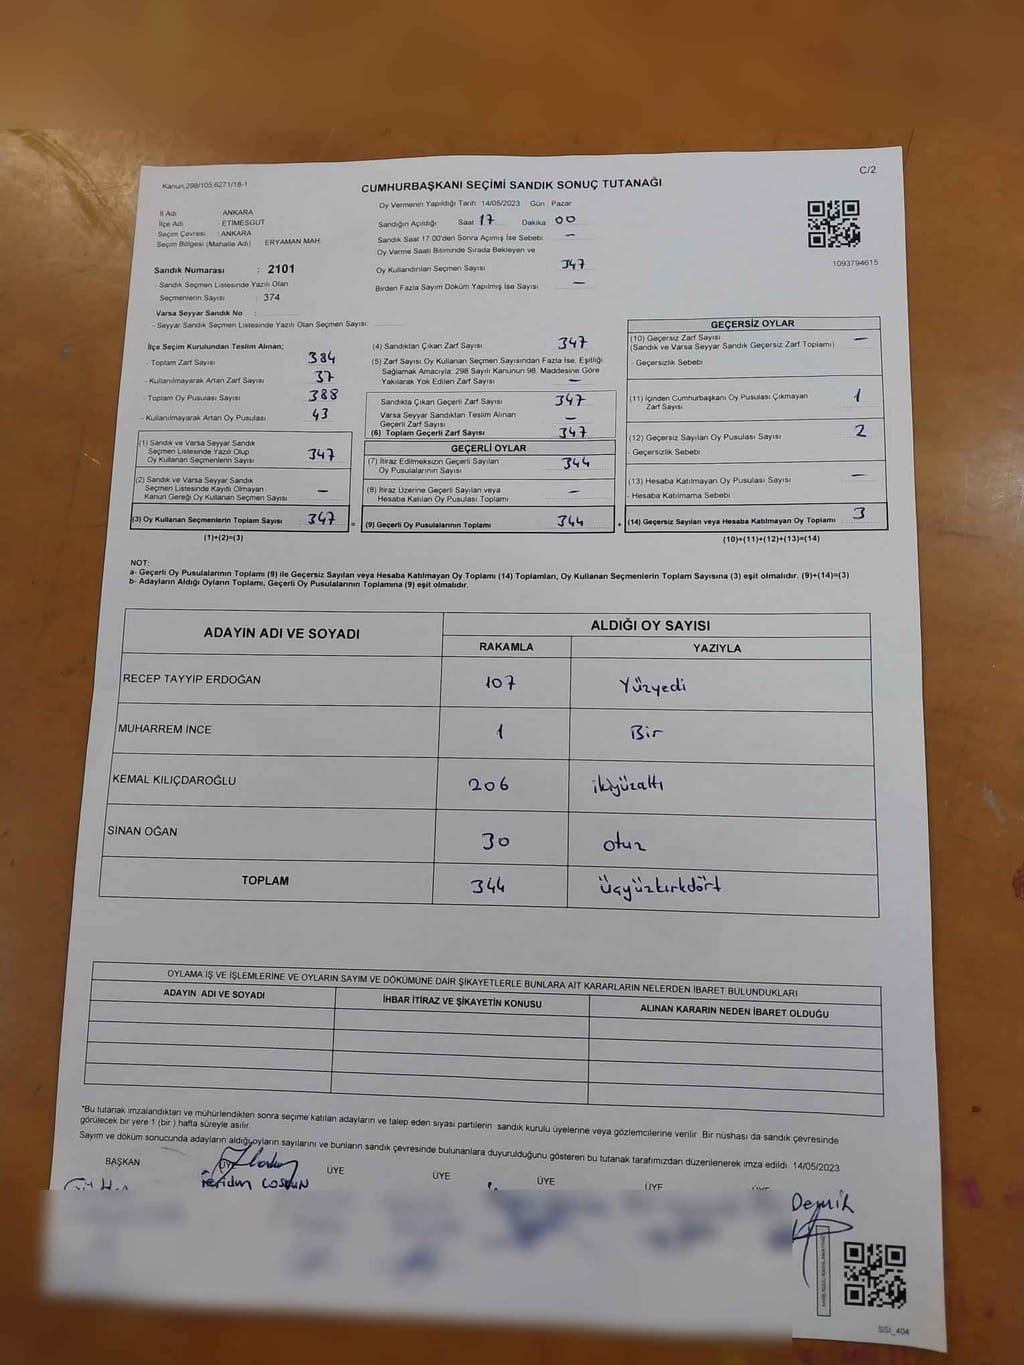 C/2
Kanun,298/105,6271/18-1
CUMHURBAŞKANI SEÇİMİ SANDIK SONUÇ TUTANAĞI
İl Adı : ANKARA
İlçe Adı : ETİMESGUT
Seçim Çevresi : ANKARA
Seçim Bölgesi (Mahalle Adı) : ERYAMAN MAH.
Sandık Numarası : 2101
- Sandık Seçmen Listesinde Yazılı Olan
Seçmenlerin Sayısı : 374
Varsa Seyyar Sandık No :
- Seyyar Sandık Seçmen Listesinde Yazılı Olan Seçmen Sayısı:
Oy Vermenin Yapıldığı Tarih 14/05/2023 Gün Pazar
Sandığın Açıldığı Saat 17 Dakika 00
Sandık Saat 17:00'den Sonra Açılmış İse Sebebi –
Oy Verme Saati Bitiminde Sırada Bekleyen ve
Oy Kullandırılan Seçmen Sayısı 347
Birden Fazla Sayım Döküm Yapılmış İse Sayısı –
1093794615
İlçe Seçim Kurulundan Teslim Alınan;
- Toplam Zarf Sayısı 384
- Kullanılmayarak Artan Zarf Sayısı 37
- Toplam Oy Pusulası Sayısı 388
- Kullanılmayarak Artan Oy Pusulası 43
(1) Sandık ve Varsa Seyyar Sandık
Seçmen Listesinde Yazılı Olup
Oy Kullanan Seçmenlerin Sayısı 347
(2) Sandık ve Varsa Seyyar Sandık
Seçmen Listesinde Kayıtlı Olmayan
Kanun Gereği Oy Kullanan Seçmen Sayısı –
(3) Oy Kullanan Seçmenlerin Toplam Sayısı 347 =
(1)+(2)=(3)
(4) Sandıktan Çıkan Zarf Sayısı 347
(5) Zarf Sayısı Oy Kullanan Seçmen Sayısından Fazla İse, Eşitliği
Sağlamak Amacıyla; 298 Sayılı Kanunun 98. Maddesine Göre
Yakılarak Yok Edilen Zarf Sayısı –
Sandıkta Çıkan Geçerli Zarf Sayısı 347
Varsa Seyyar Sandıktan Teslim Alınan
Geçerli Zarf Sayısı –
(6) Toplam Geçerli Zarf Sayısı 347
GEÇERLİ OYLAR
(7) İtiraz Edilmeksizin Geçerli Sayılan
Oy Pusulalarının Sayısı 344
(8) İtiraz Üzerine Geçerli Sayılan veya
Hesaba Katılan Oy Pusulası Toplamı –
(9) Geçerli Oy Pusulalarının Toplamı 344 +
GEÇERSİZ OYLAR
(10) Geçersiz Zarf Sayısı –
(Sandık ve Varsa Seyyar Sandık Geçersiz Zarf Toplamı)
- Geçersizlik Sebebi
(11) İçinden Cumhurbaşkanı Oy Pusulası Çıkmayan
Zarf Sayısı 1
(12) Geçersiz Sayılan Oy Pusulası Sayısı 2
- Geçersizlik Sebebi
(13) Hesaba Katılmayan Oy Pusulası Sayısı –
- Hesaba Katılmama Sebebi
(14) Geçersiz Sayılan veya Hesaba Katılmayan Oy Toplamı 3
(10)+(11)+(12)+(13)=(14)
NOT:
a- Geçerli Oy Pusulalarının Toplamı (9) ile Geçersiz Sayılan veya Hesaba Katılmayan Oy Toplamı (14) Toplamları, Oy Kullanan Seçmenlerin Toplam Sayısına (3) eşit olmalıdır. (9)+(14)=(3)
b- Adayların Aldığı Oyların Toplamı, Geçerli Oy Pusulalarının Toplamına (9) eşit olmalıdır.
ADAYIN ADI VE SOYADI ALDIĞI OY SAYISI
RAKAMLA YAZIYLA
RECEP TAYYİP ERDOĞAN 107 Yüzyedi
MUHARREM İNCE 1 Bir
KEMAL KILIÇDAROĞLU 206 ikiyüzaltı
SİNAN OĞAN 30 otuz
TOPLAM 344 Üçyüzkırkdört
OYLAMA İŞ VE İŞLEMLERİNE VE OYLARIN SAYIM VE DÖKÜMÜNE DAİR ŞİKAYETLERLE BUNLARA AİT KARARLARIN NELERDEN İBARET BULUNDUKLARI
ADAYIN ADI VE SOYADI İHBAR İTİRAZ VE ŞİKAYETİN KONUSU ALINAN KARARIN NEDEN İBARET OLDUĞU
*Bu tutanak imzalandıktan ve mühürlendikten sonra seçime katılan adayların ve talep eden siyasi partilerin sandık kurulu üyelerine veya gözlemcilerine verilir. Bir nüshası da sandık çevresinde
görülecek bir yere 1 (bir ) hafta süreyle asılır.
Sayım ve döküm sonucunda adayların aldığı oyların sayılarını ve bunların sandık çevresinde bulunanlara duyurulduğunu gösteren bu tutanak tarafımızdan düzenlenerek imza edildi. 14/05/2023
BAŞKAN ÜYE ÜYE ÜYE ÜYE
SSI_404